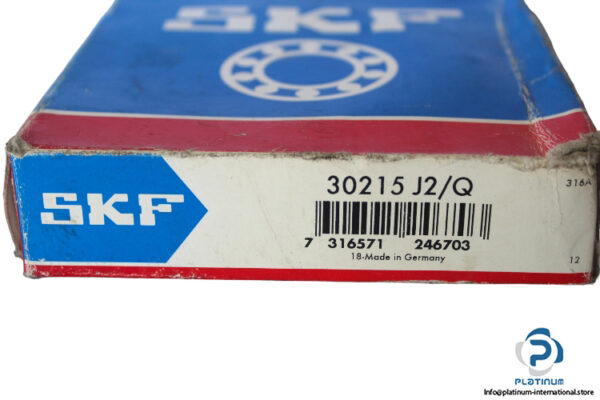 SKF
30215 J2/Q
316A
SKF
7 316571 246703
18-Made in Germany
12
PLATINUM
Info@platinum-international.store